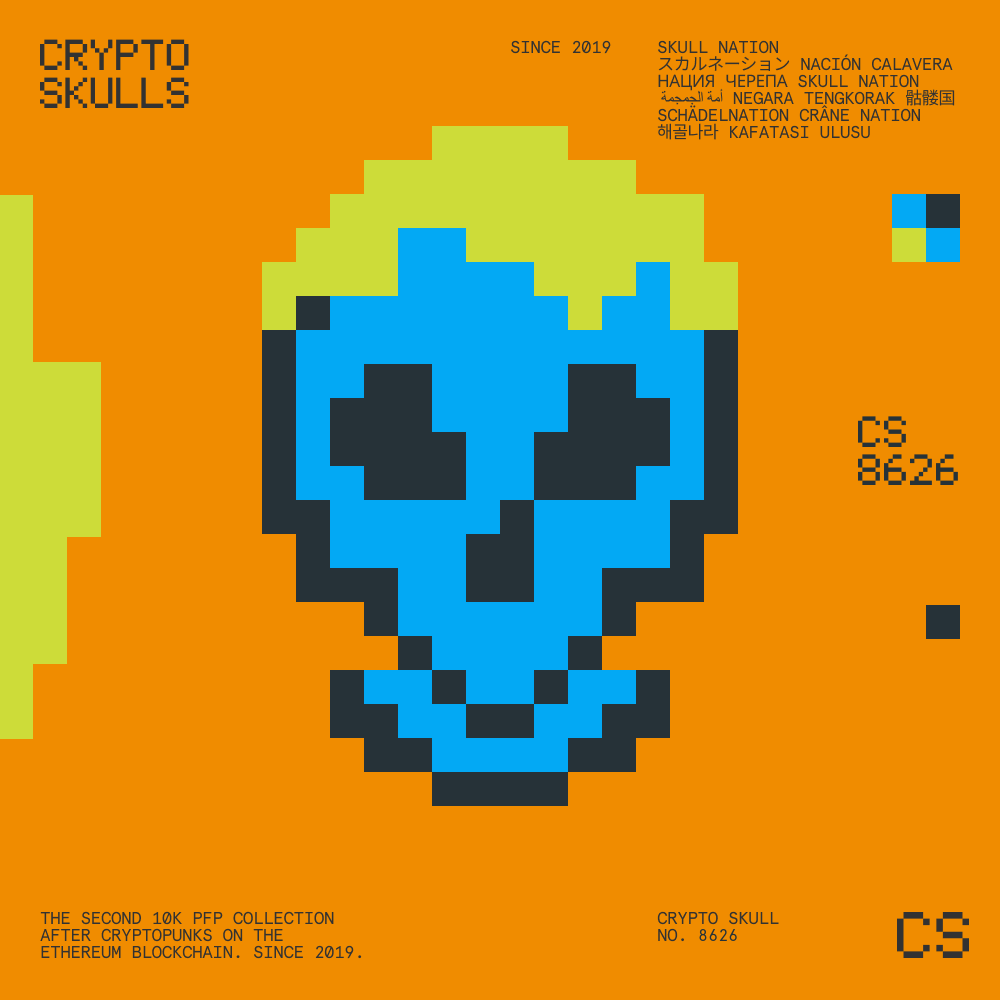 CRYPTO
SKULLS
SINCE 2019
SKULL NATION
スカルネーション NACIÓN CALAVERA
НАЦИЯ ЧЕРЕПА SKULL NATION
أمة الجمجمة NEGARA TENGKORAK 骷髅国
SCHÄDELNATION CRÂNE NATION
해골나라 KAFATASI ULUSU
CS
8626
THE SECOND 10K PFP COLLECTION
AFTER CRYPTOPUNKS ON THE
ETHEREUM BLOCKCHAIN. SINCE 2019.
CRYPTO SKULL
NO. 8626
CS